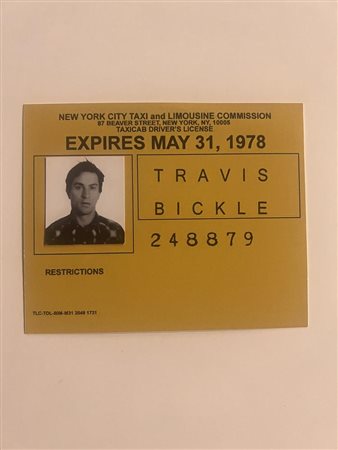 NEW YORK CITY TAXI and LIMOUSINE COMMISSION
87 BEAVER STREET, NEW YORK, NY, 10005
TAXICAB DRIVER'S LICENSE
EXPIRES MAY 31, 1978
TRAVIS
BICKLE
248879
RESTRICTIONS